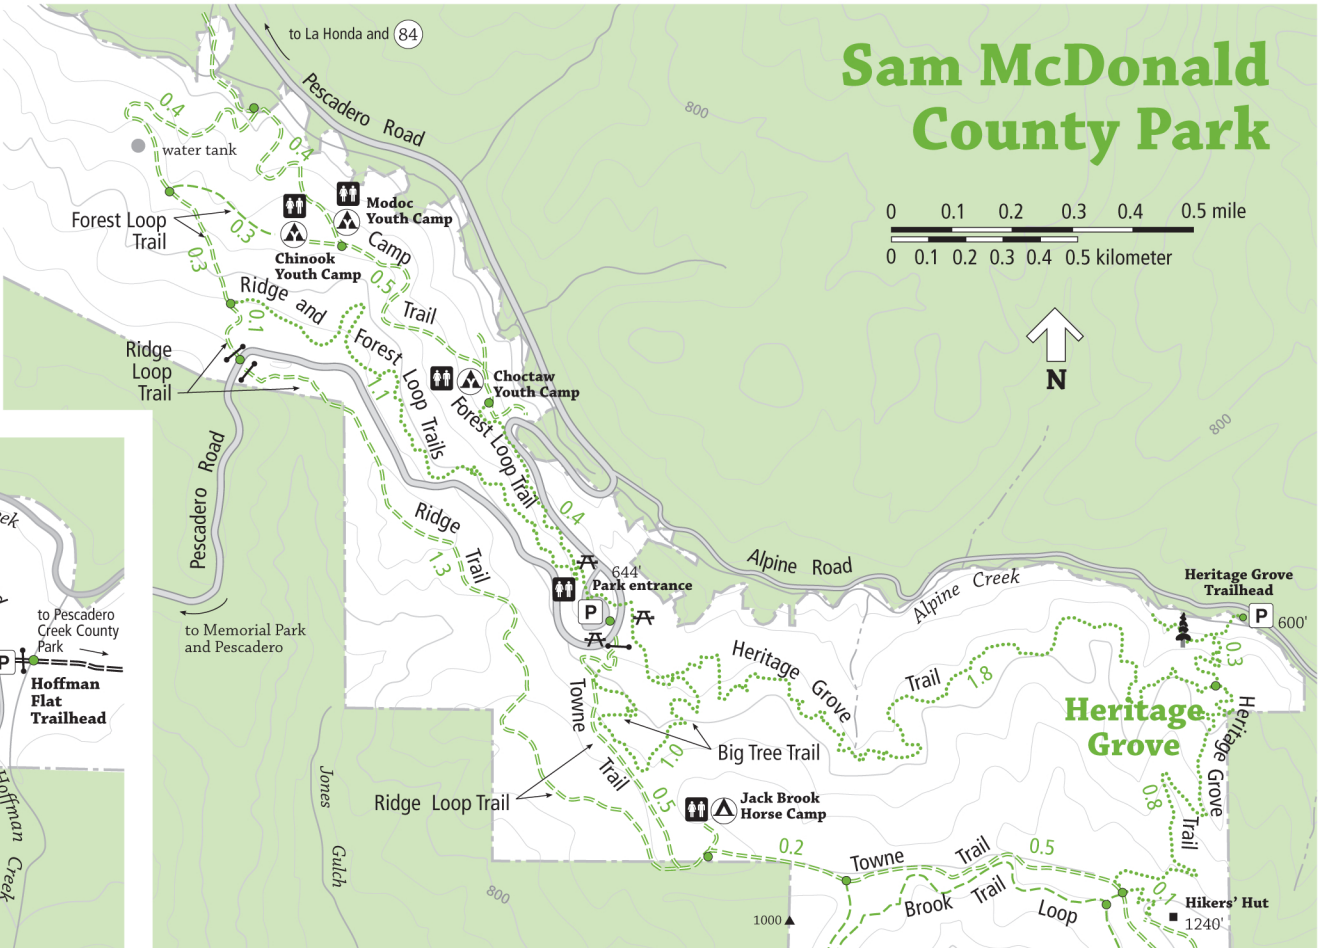 Sam McDonald
County Park
0 0.1 0.2 0.3 0.4 0.5 mile
0 0.1 0.2 0.3 0.4 0.5 kilometer
N
to La Honda and 84
Pescadero Road
800
0.4
water tank
0.4
Modoc
Youth Camp
Forest Loop
Trail
0.3
Chinook
Youth Camp
Camp
Trail
0.5
0.3
Ridge and
Forest
Loop Trails
1.1
0.1
Ridge
Loop
Trail
Choctaw
Youth Camp
Forest Loop Trail
0.4
800
Pescadero Road
Ridge
Trail
1.3
644'
Park entrance
P
Alpine Road
Alpine Creek
Heritage Grove
Trailhead
P
600'
to Memorial Park
and Pescadero
eek
to Pescadero
Creek County
Park
P
Hoffman
Flat
Trailhead
Hoffman Creek
Heritage Grove
Trail
1.8
0.3
Heritage
Grove
Heritage Grove
Trail
0.8
Towne
Trail
Big Tree Trail
1.0
Ridge Loop Trail
0.5
Jack Brook
Horse Camp
Jones
Gulch
0.2
Towne Trail
0.5
Brook Trail
Loop
0.1
Hikers' Hut
1240'
800
1000